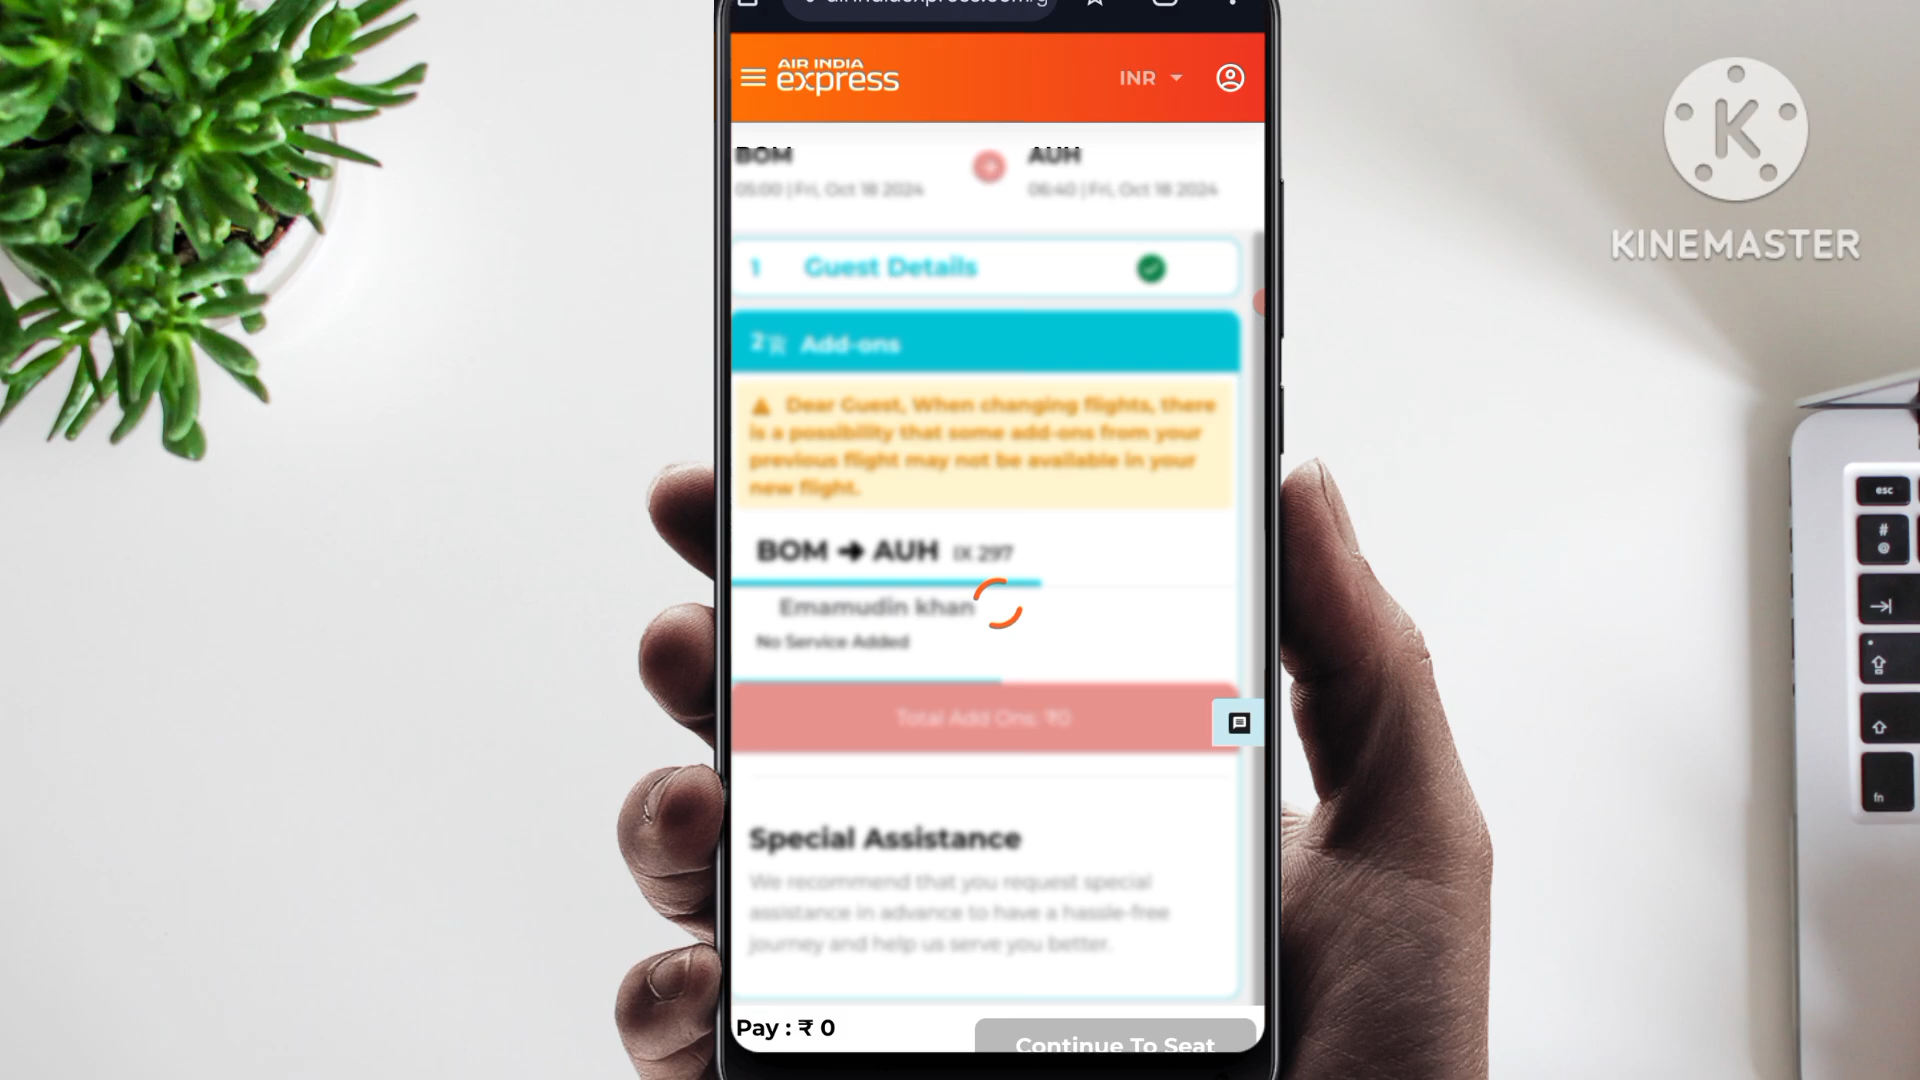 AIR INDIA
express
INR
BOM
AUH
05:00 | Fri, Oct 18 2024
06:40 | Fri, Oct 18 2024
1 Guest Details
2 Add-ons
Dear Guest, When changing flights, there
is a possibility that some add-ons from your
previous flight may not be available in your
new flight.
BOM → AUH IX 297
Emamudin khan
No Service Added
Total Add Ons: ₹0
Special Assistance
We recommend that you request special
assistance in advance to have a hassle-free
journey and help us serve you better.
Pay : ₹ 0
Continue To Seat
K
KINEMASTER
esc
#
@
fn